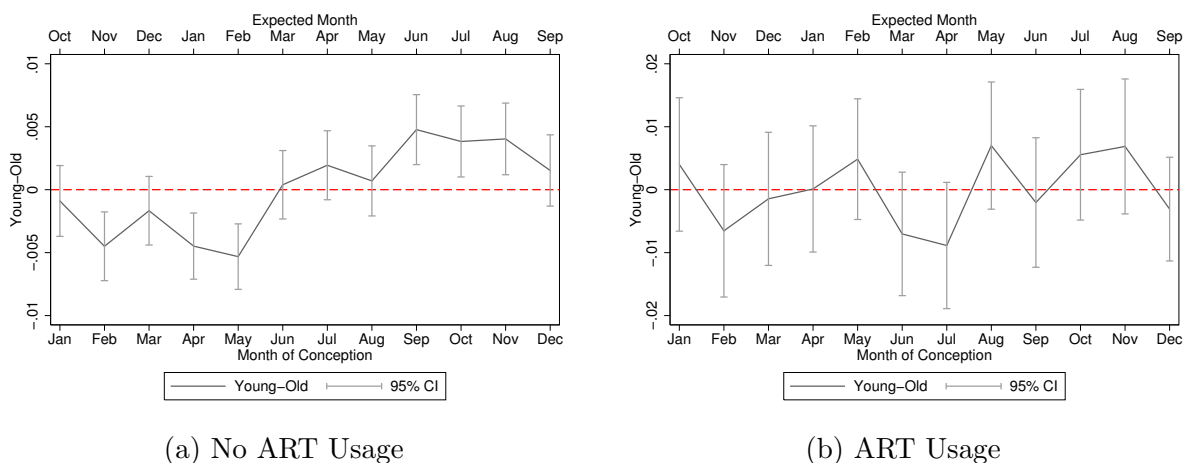 Expected Month
Oct Nov Dec Jan Feb Mar Apr May Jun Jul Aug Sep
Young−Old
.01
.005
0
−.005
−.01
Jan Feb Mar Apr May Jun Jul Aug Sep Oct Nov Dec
Month of Conception
Young−Old 95% CI
(a) No ART Usage
Expected Month
Oct Nov Dec Jan Feb Mar Apr May Jun Jul Aug Sep
Young−Old
.02
.01
0
−.01
−.02
Jan Feb Mar Apr May Jun Jul Aug Sep Oct Nov Dec
Month of Conception
Young−Old 95% CI
(b) ART Usage